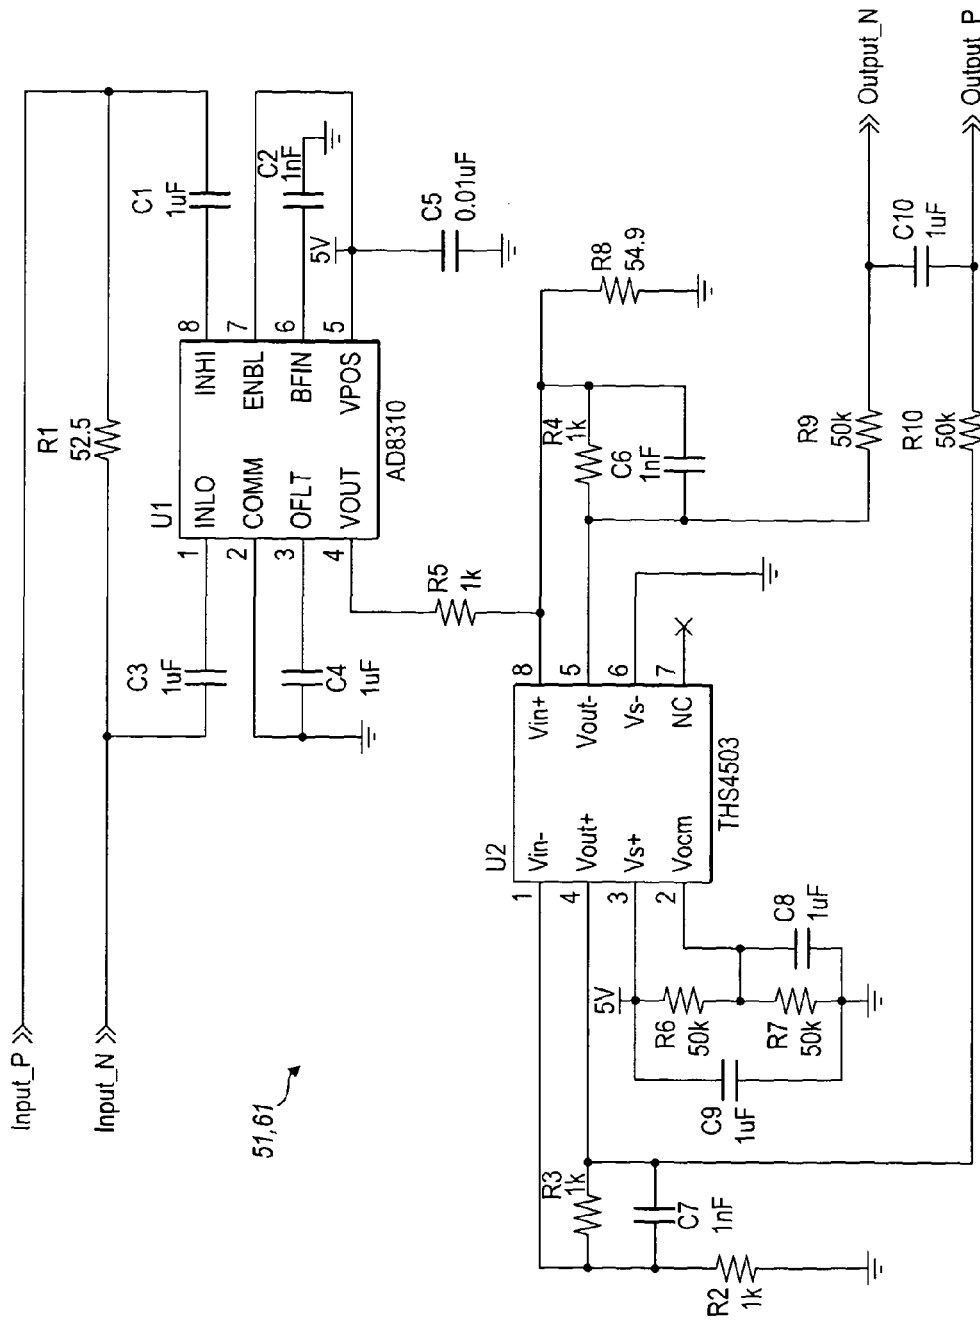 Input_P
Input_N
51,61
R1
52.5
C1
1uF
C2
1nF
C3
1uF
C4
1uF
U1
1
2
3
4
INLO
COMM
OFLT
VOUT
INHI
ENBL
BFIN
VPOS
8
7
6
5
AD8310
5V
C5
0.01uF
R5
1k
R8
54.9
R4
1k
C6
1nF
U2
1
4
3
2
Vin-
Vout+
Vs+
Vocm
Vin+
Vout-
Vs-
NC
8
5
6
7
THS4503
5V
R6
50k
R7
50k
C8
1uF
C9
1uF
R3
1k
C7
1nF
R2
1k
R9
50k
R10
50k
C10
1uF
Output_N
Output_P